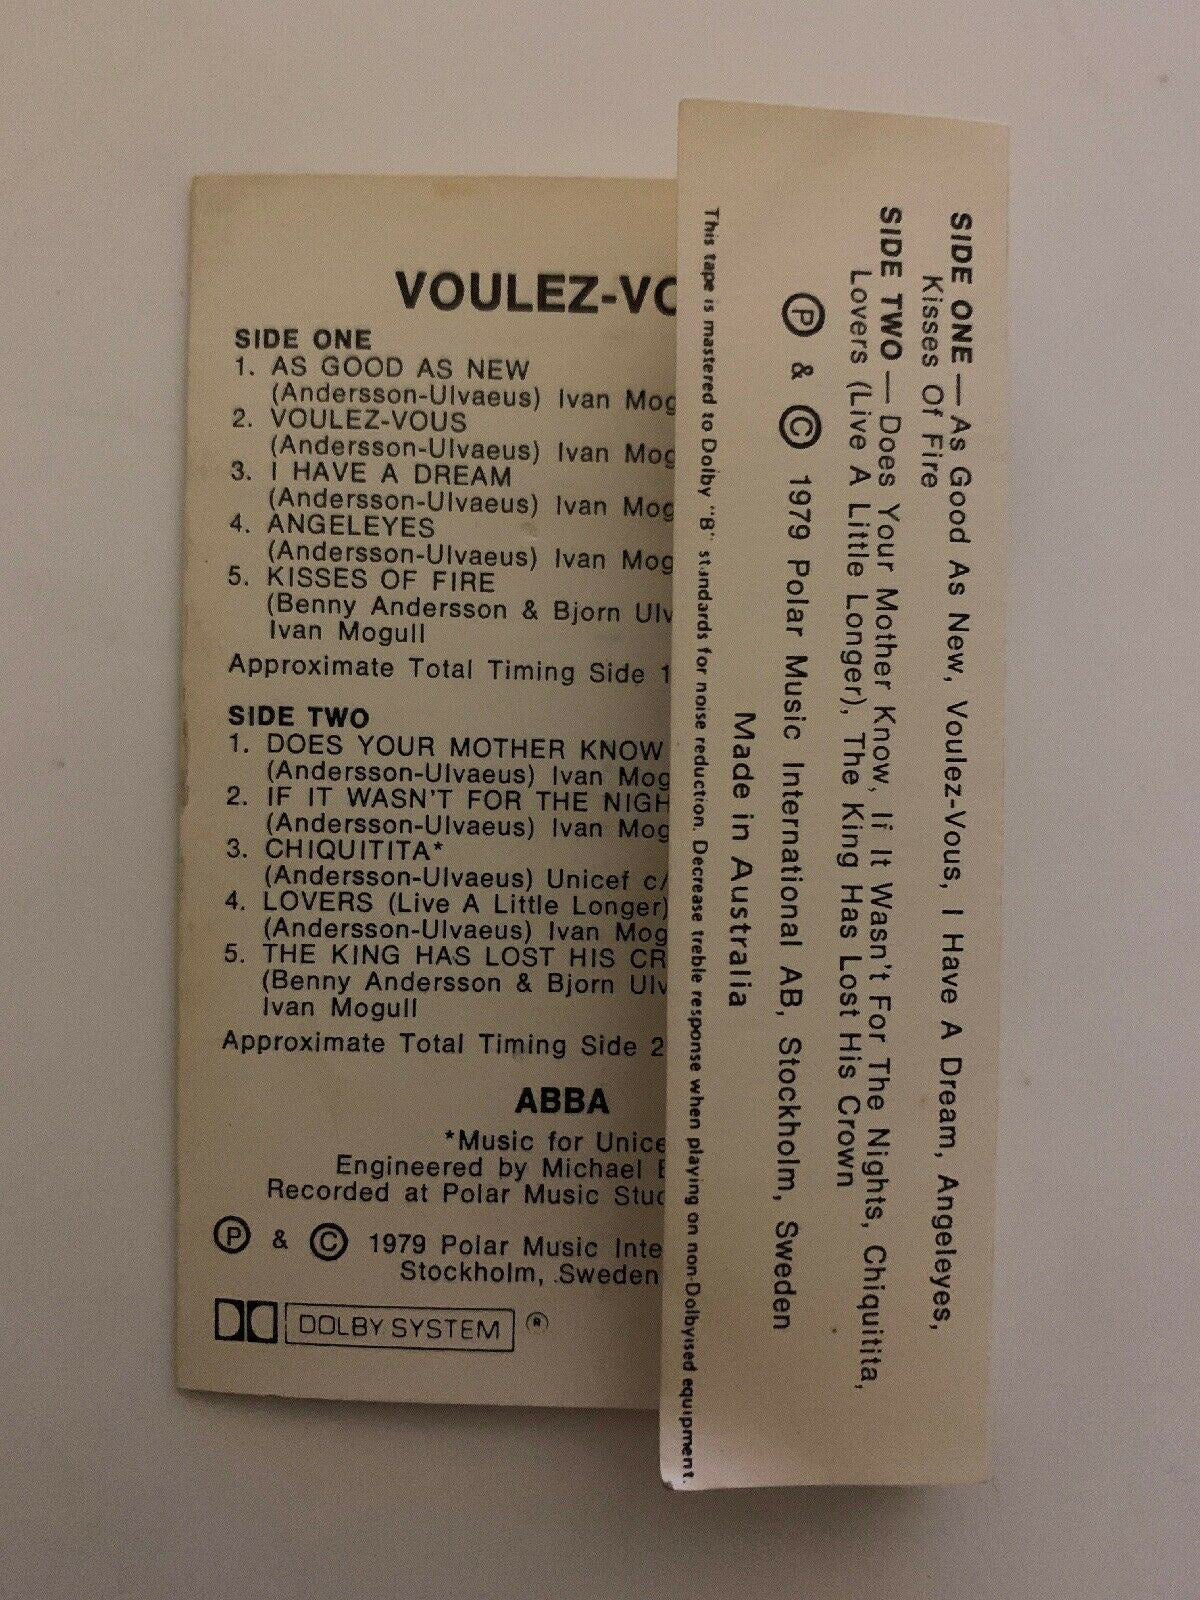 VOULEZ-VO
SIDE ONE
1. AS GOOD AS NEW
(Andersson-Ulvaeus) Ivan Mog
2. VOULEZ-VOUS
(Andersson-Ulvaeus) Ivan Mog
3. I HAVE A DREAM
(Andersson-Ulvaeus) Ivan Mog
4. ANGELEYES
(Andersson-Ulvaeus) Ivan Mog
5. KISSES OF FIRE
(Benny Andersson & Bjorn Ulv
Ivan Mogull
Approximate Total Timing Side 1
SIDE TWO
1. DOES YOUR MOTHER KNOW
(Andersson-Ulvaeus) Ivan Mog
2. IF IT WASN'T FOR THE NIGH
(Andersson-Ulvaeus) Ivan Mog
3. CHIQUITITA*
(Andersson-Ulvaeus) Unicef c/
4. LOVERS (Live A Little Longer)
(Andersson-Ulvaeus) Ivan Mog
5. THE KING HAS LOST HIS CR
(Benny Andersson & Bjorn Ulv
Ivan Mogull
Approximate Total Timing Side 2
ABBA
*Music for Unice
Engineered by Michael
Recorded at Polar Music Stud
Ⓟ & © 1979 Polar Music Inte
Stockholm, Sweden
DOLBY SYSTEM ®
SIDE ONE — As Good As New, Voulez-Vous, I Have A Dream, Angeleyes,
Kisses Of Fire
SIDE TWO — Does Your Mother Know, If It Wasn't For The Nights, Chiquitita,
Lovers (Live A Little Longer), The King Has Lost His Crown
Ⓟ & © 1979 Polar Music International AB, Stockholm, Sweden
Made in Australia
This tape is mastered to Dolby "B" standards for noise reduction. Decrease treble response when playing on non-Dolbyised equipment.